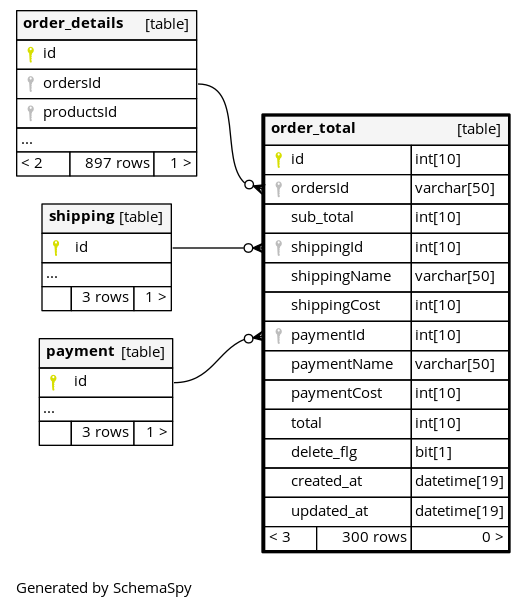 order_details [table]
id
ordersId
productsId
...
< 2 897 rows 1 >
shipping [table]
id
...
3 rows 1 >
payment [table]
id
...
3 rows 1 >
order_total [table]
id int[10]
ordersId varchar[50]
sub_total int[10]
shippingId int[10]
shippingName varchar[50]
shippingCost int[10]
paymentId int[10]
paymentName varchar[50]
paymentCost int[10]
total int[10]
delete_flg bit[1]
created_at datetime[19]
updated_at datetime[19]
< 3 300 rows 0 >
Generated by SchemaSpy